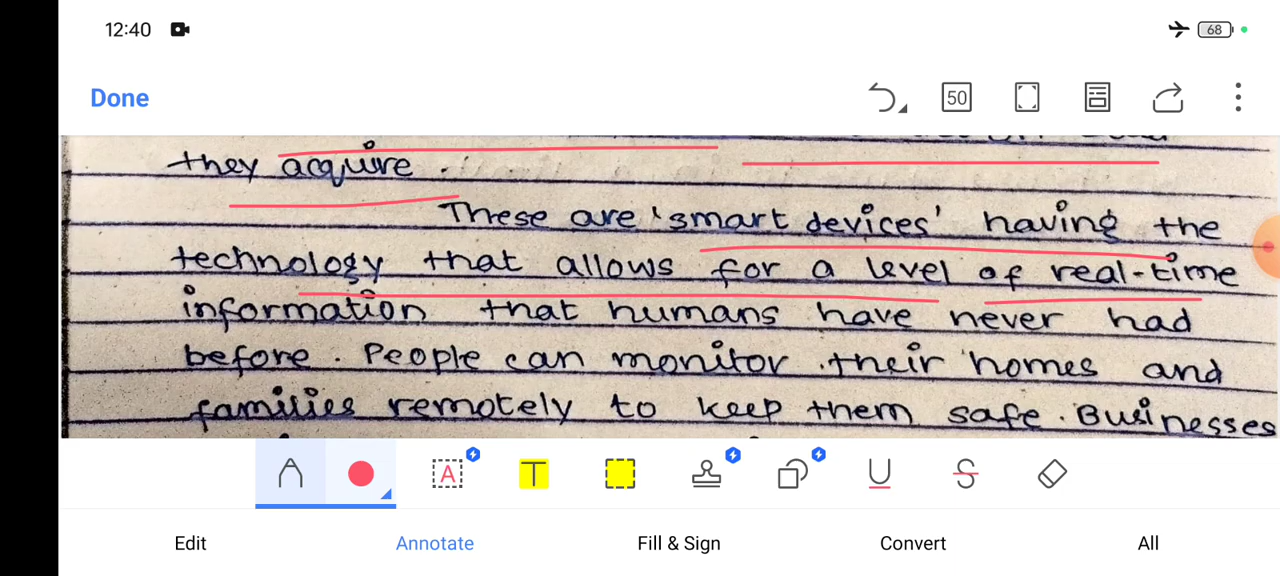 12:40
68
Done
50
they acquire.
These are 'smart devices' having the
technology that allows for a level of real-time
information that humans have never had
before. People can monitor their homes and
families remotely to keep them safe. Businesses
A
T
U
S
Edit
Annotate
Fill & Sign
Convert
All